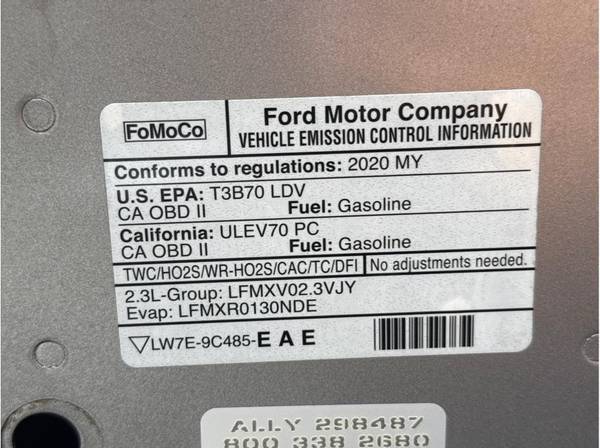 FoMoCo
Ford Motor Company
VEHICLE EMISSION CONTROL INFORMATION
Conforms to regulations: 2020 MY
U.S. EPA: T3B70 LDV
CA OBD II Fuel: Gasoline
California: ULEV70 PC
CA OBD II Fuel: Gasoline
TWC/HO2S/WR-HO2S/CAC/TC/DFI No adjustments needed.
2.3L-Group: LFMXV02.3VJY
Evap: LFMXR0130NDE
▽LW7E-9C485-E A E
ALLY 298487
800 338 2680